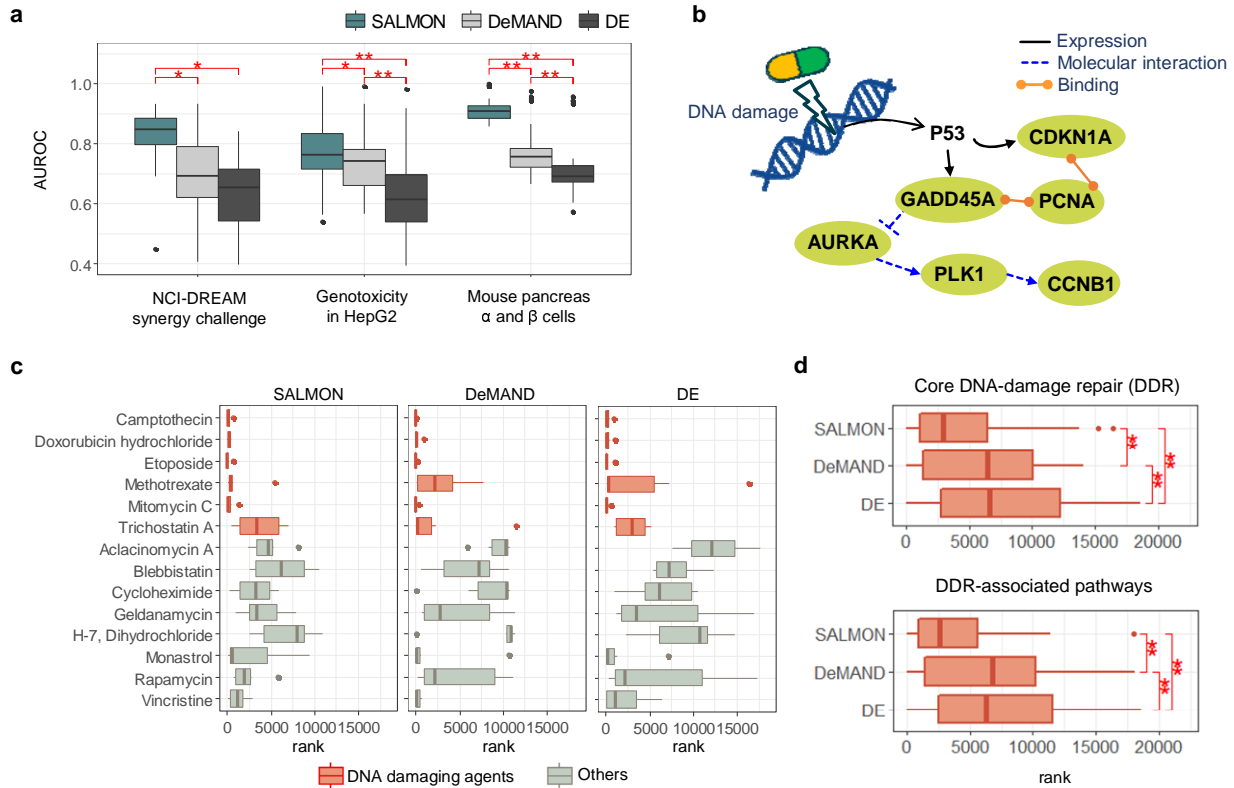 a
SALMON
DeMAND
DE
AUROC
1.0
0.8
0.6
0.4
*
*
**
*
**
**
**
**
NCI-DREAM
synergy challenge
Genotoxicity
in HepG2
Mouse pancreas
α and β cells
b
Expression
Molecular interaction
Binding
DNA damage
P53
CDKN1A
GADD45A
PCNA
AURKA
PLK1
CCNB1
c
SALMON
DeMAND
DE
Camptothecin
Doxorubicin hydrochloride
Etoposide
Methotrexate
Mitomycin C
Trichostatin A
Aclacinomycin A
Blebbistatin
Cycloheximide
Geldanamycin
H-7, Dihydrochloride
Monastrol
Rapamycin
Vincristine
0 5000 10000 15000
0 5000 10000 15000
0 5000 10000 15000
rank
rank
rank
DNA damaging agents
Others
d
Core DNA-damage repair (DDR)
SALMON
DeMAND
DE
**
**
**
0 5000 10000 15000 20000
DDR-associated pathways
SALMON
DeMAND
DE
**
**
**
0 5000 10000 15000 20000
rank